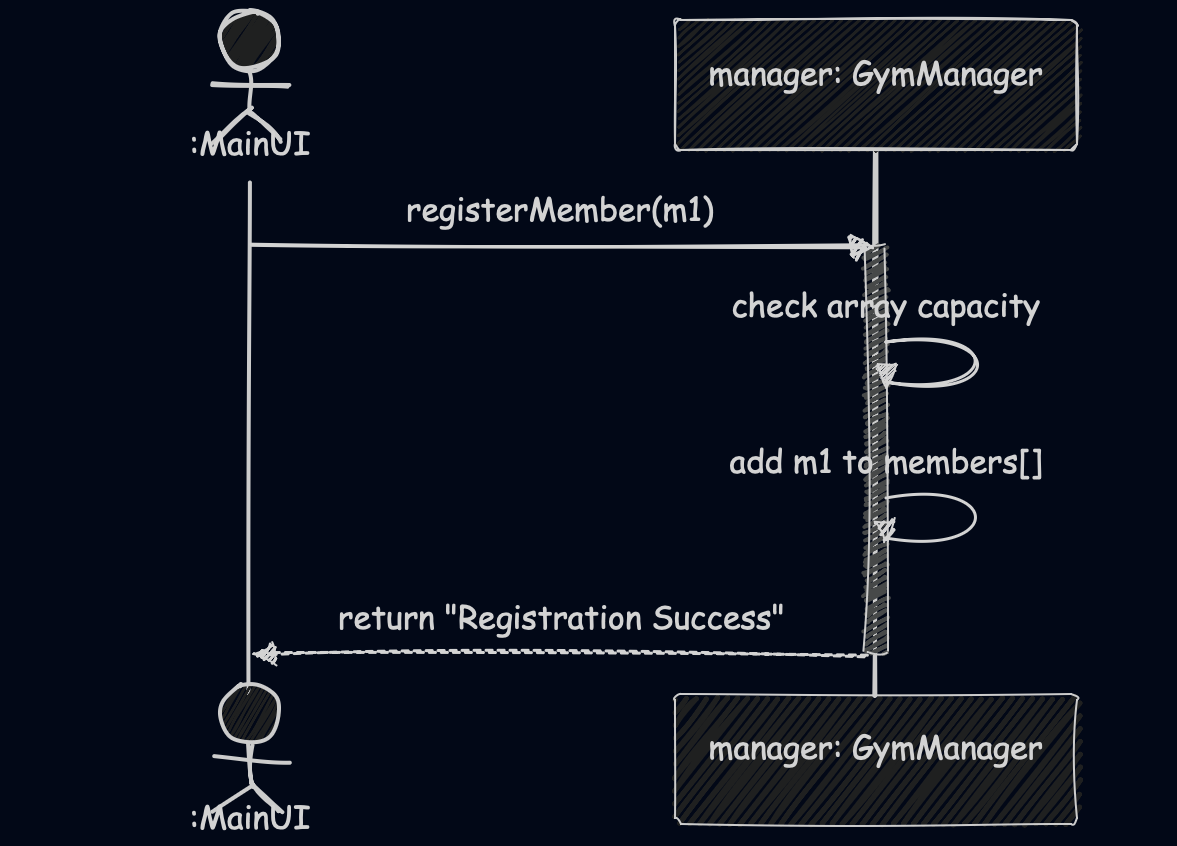 :MainUI
manager: GymManager
registerMember(m1)
check array capacity
add m1 to members[]
return "Registration Success"
:MainUI
manager: GymManager